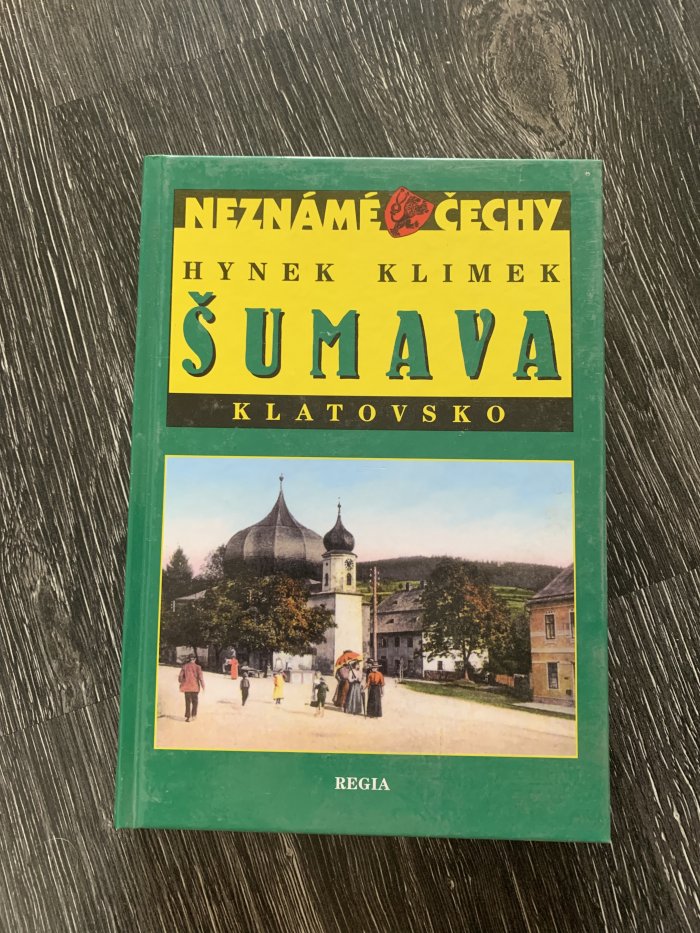 NEZNÁMÉ ČECHY
HYNEK KLIMEK
ŠUMAVA
KLATOVSKO
REGIA